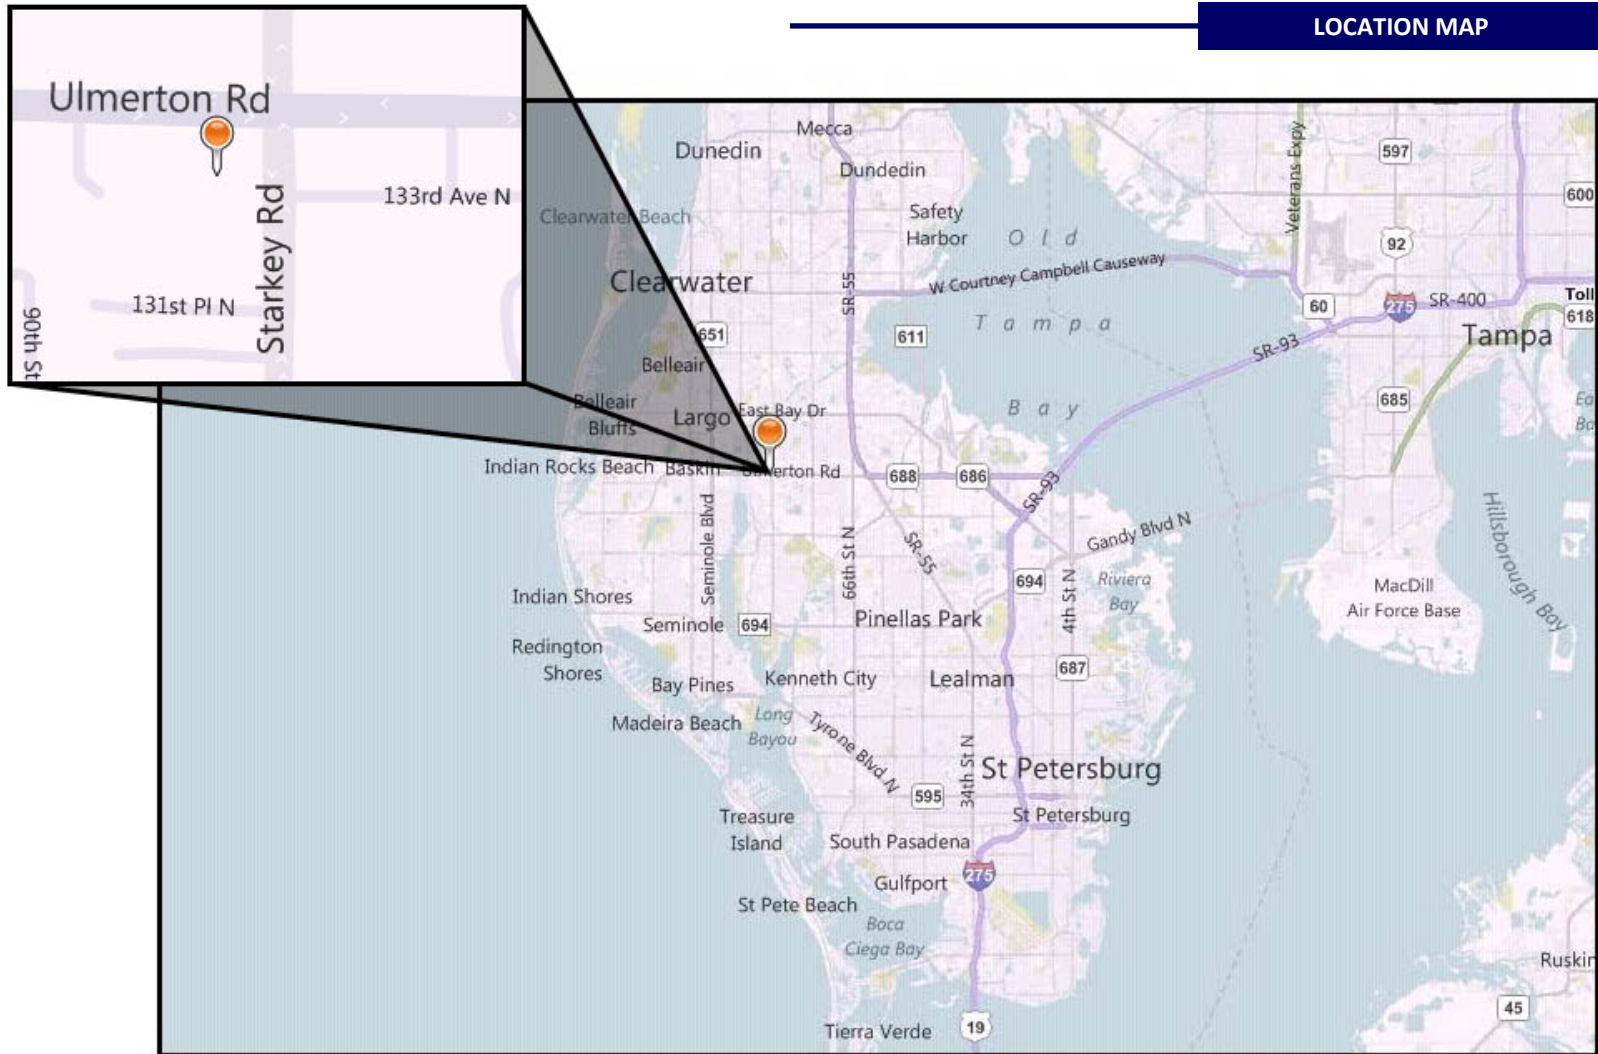 LOCATION MAP
Ulmerton Rd
133rd Ave N
Starkey Rd
131st Pl N
90th St
Mecca
Dunedin
Dundedin
597
Veterans Expy
600
Clearwater Beach
Safety
Harbor
Old
92
W Courtney Campbell Causeway
Clearwater
SR-55
60
275
SR-400
Toll
618
Tampa
651
611
Tampa
SR-93
Belleair
Belleair
Bluffs
Largo
East Bay Dr
Bay
685
Indian Rocks Beach
Baskin
Ulmerton Rd
688
686
SR-93
Seminole Blvd
66th St N
SR-55
Gandy Blvd N
Hillsborough Bay
694
4th St N
Riviera
Bay
MacDill
Air Force Base
Indian Shores
Seminole
694
Pinellas Park
Redington
Shores
687
Bay Pines
Kenneth City
Lealman
Madeira Beach
Long
Bayou
Tyrone Blvd N
34th St N
St Petersburg
595
Treasure
Island
St Petersburg
South Pasadena
Gulfport
275
St Pete Beach
Boca
Ciega Bay
Ruskin
45
Tierra Verde
19